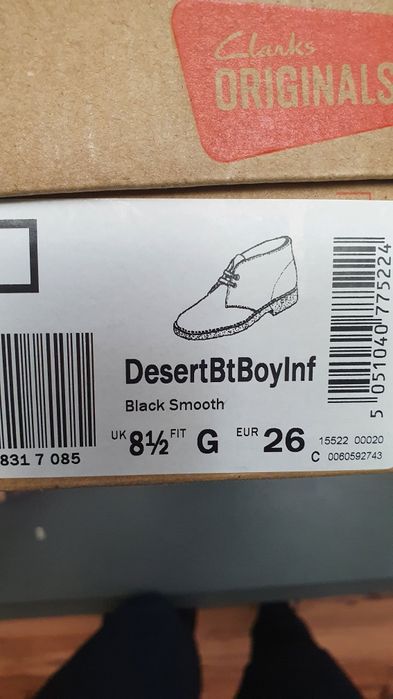 Clarks
ORIGINALS
DesertBtBoyInf
Black Smooth
UK 8½ FIT G EUR 26
831 7 085
15522 00020
C 0060592743
5 051040 775224